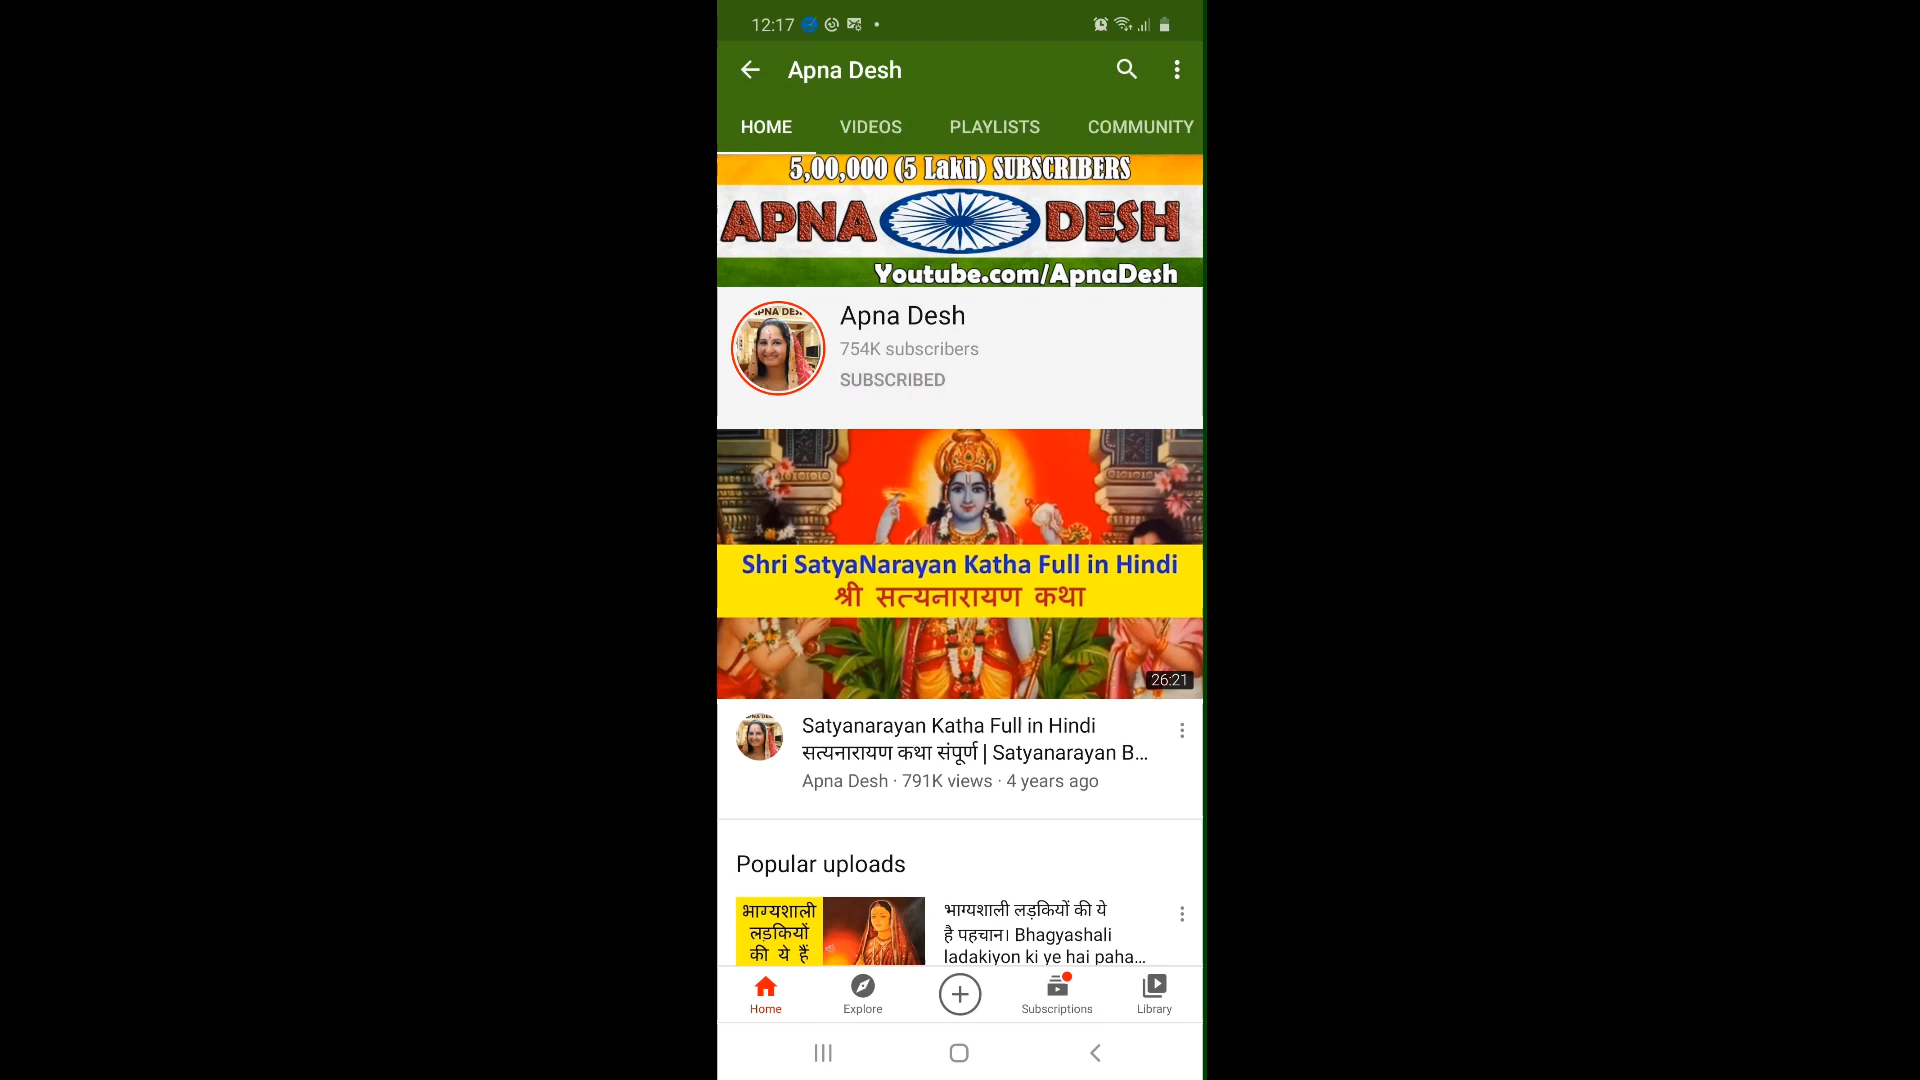 12:17
Apna Desh
HOME VIDEOS PLAYLISTS COMMUNITY
5,00,000 (5 Lakh) SUBSCRIBERS
APNA DESH
Youtube.com/ApnaDesh
Apna Desh
754K subscribers
SUBSCRIBED
Shri SatyaNarayan Katha Full in Hindi
श्री सत्यनारायण कथा
26:21
Satyanarayan Katha Full in Hindi
सत्यनारायण कथा संपूर्ण | Satyanarayan B...
Apna Desh · 791K views · 4 years ago
Popular uploads
भाग्यशाली
लड़कियों
की ये हैं
भाग्यशाली लड़कियों की ये
है पहचान। Bhagyashali
ladakiyon ki ye hai paha...
Home Explore Subscriptions Library